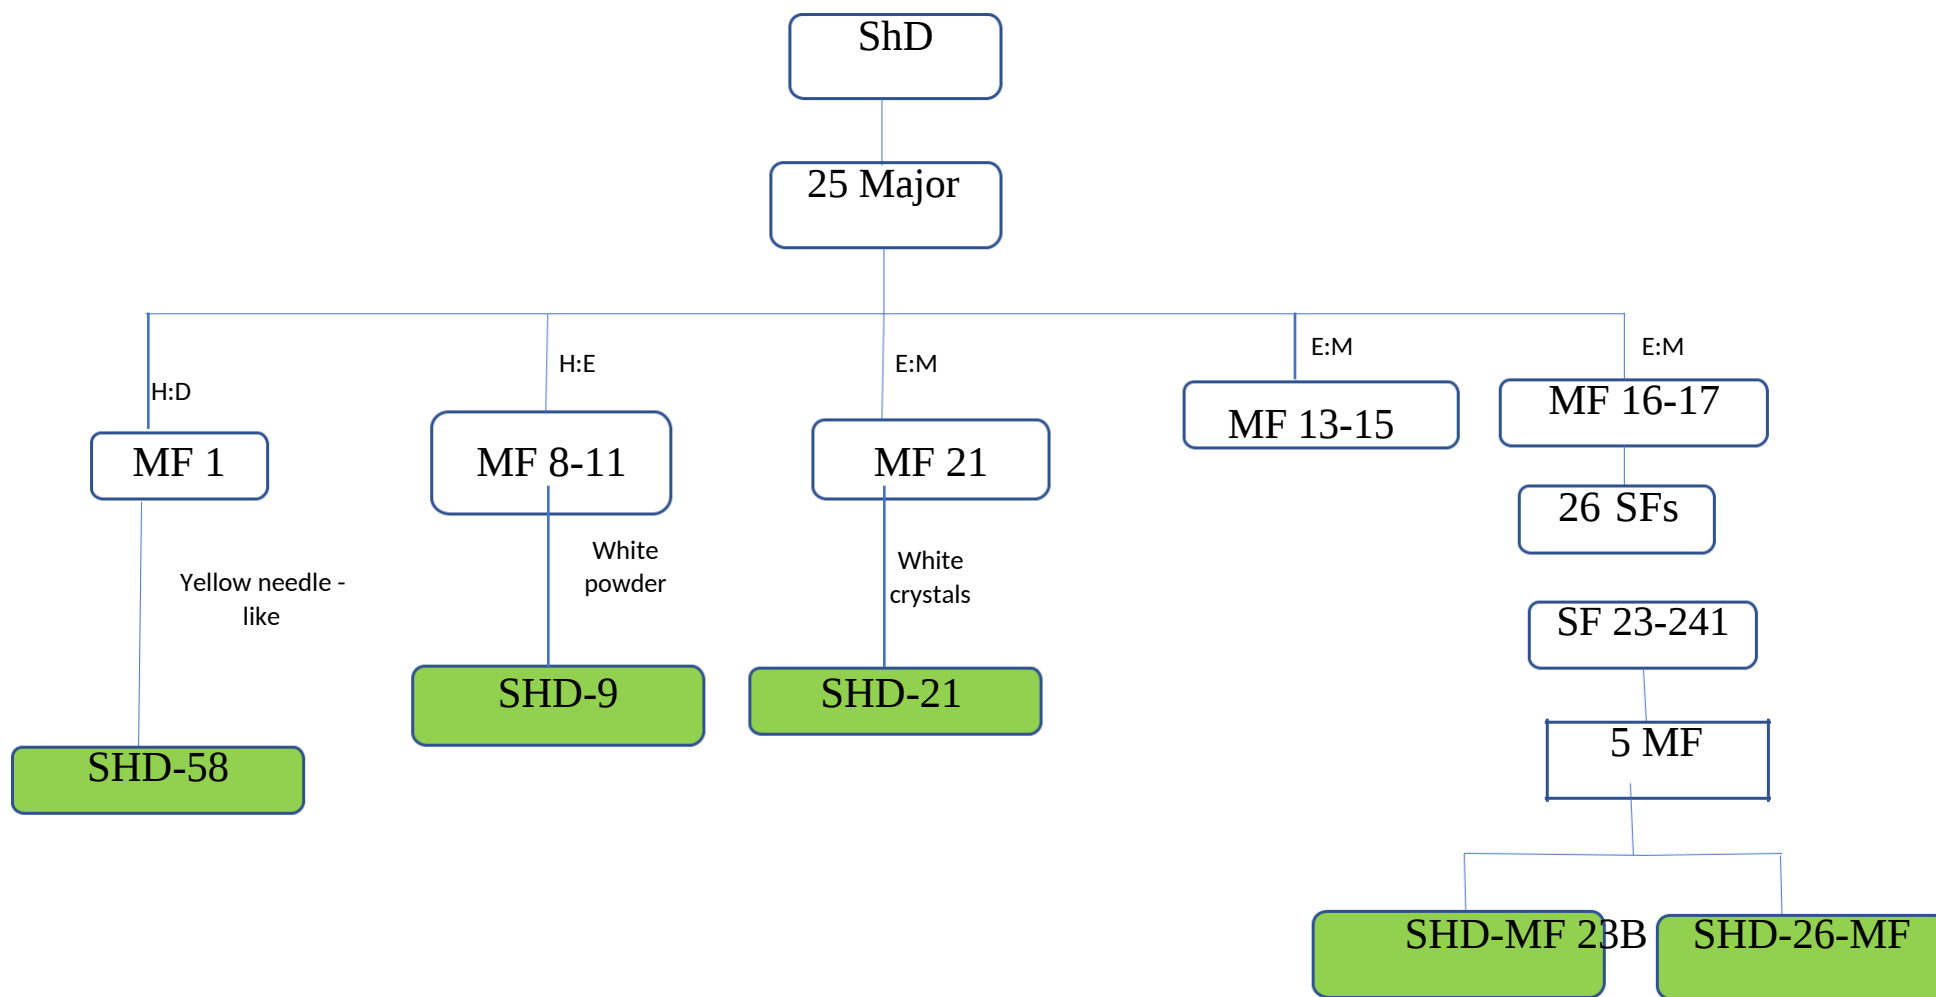 ShD
25 Major
H:D
H:E
E:M
E:M
E:M
MF 1
MF 8-11
MF 21
MF 13-15
MF 16-17
26 SFs
Yellow needle -
like
White
powder
White
crystals
SF 23-241
SHD-58
SHD-9
SHD-21
5 MF
SHD-MF 23B
SHD-26-MF